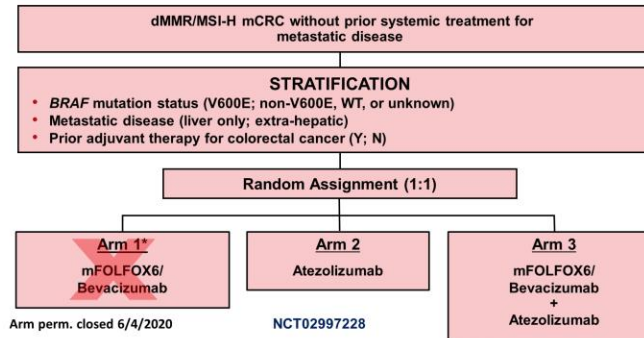 dMMR/MSI-H mCRC without prior systemic treatment for
metastatic disease
STRATIFICATION
• BRAF mutation status (V600E; non-V600E, WT, or unknown)
• Metastatic disease (liver only; extra-hepatic)
• Prior adjuvant therapy for colorectal cancer (Y; N)
Random Assignment (1:1)
Arm 1*
mFOLFOX6/
Bevacizumab
Arm 2
Atezolizumab
Arm 3
mFOLFOX6/
Bevacizumab
+
Atezolizumab
Arm perm. closed 6/4/2020
NCT02997228